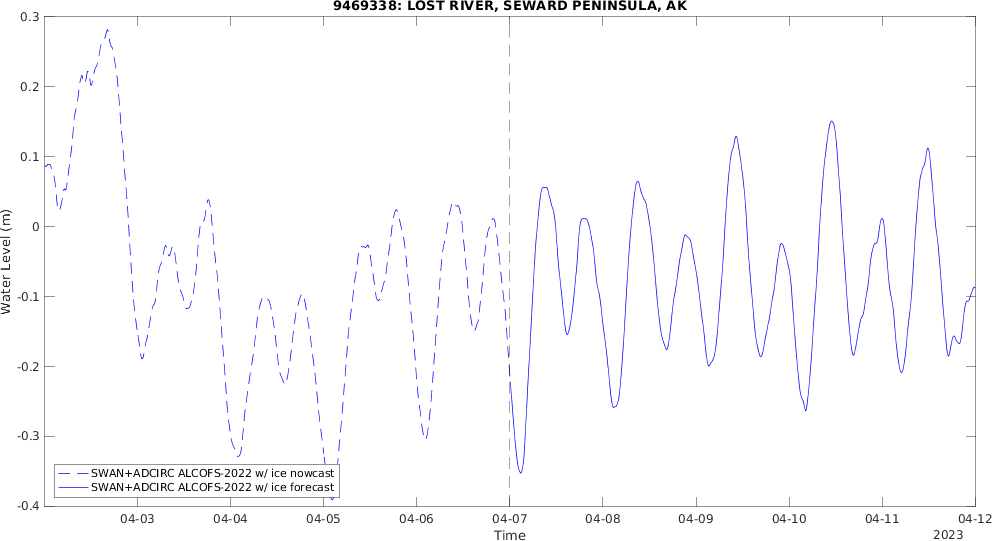 9469338: LOST RIVER, SEWARD PENINSULA, AK
Water Level (m)
0.3
0.2
0.1
0
-0.1
-0.2
-0.3
-0.4
SWAN+ADCIRC ALCOFS-2022 w/ ice nowcast
SWAN+ADCIRC ALCOFS-2022 w/ ice forecast
04-03 04-04 04-05 04-06 04-07 04-08 04-09 04-10 04-11 04-12
Time
2023